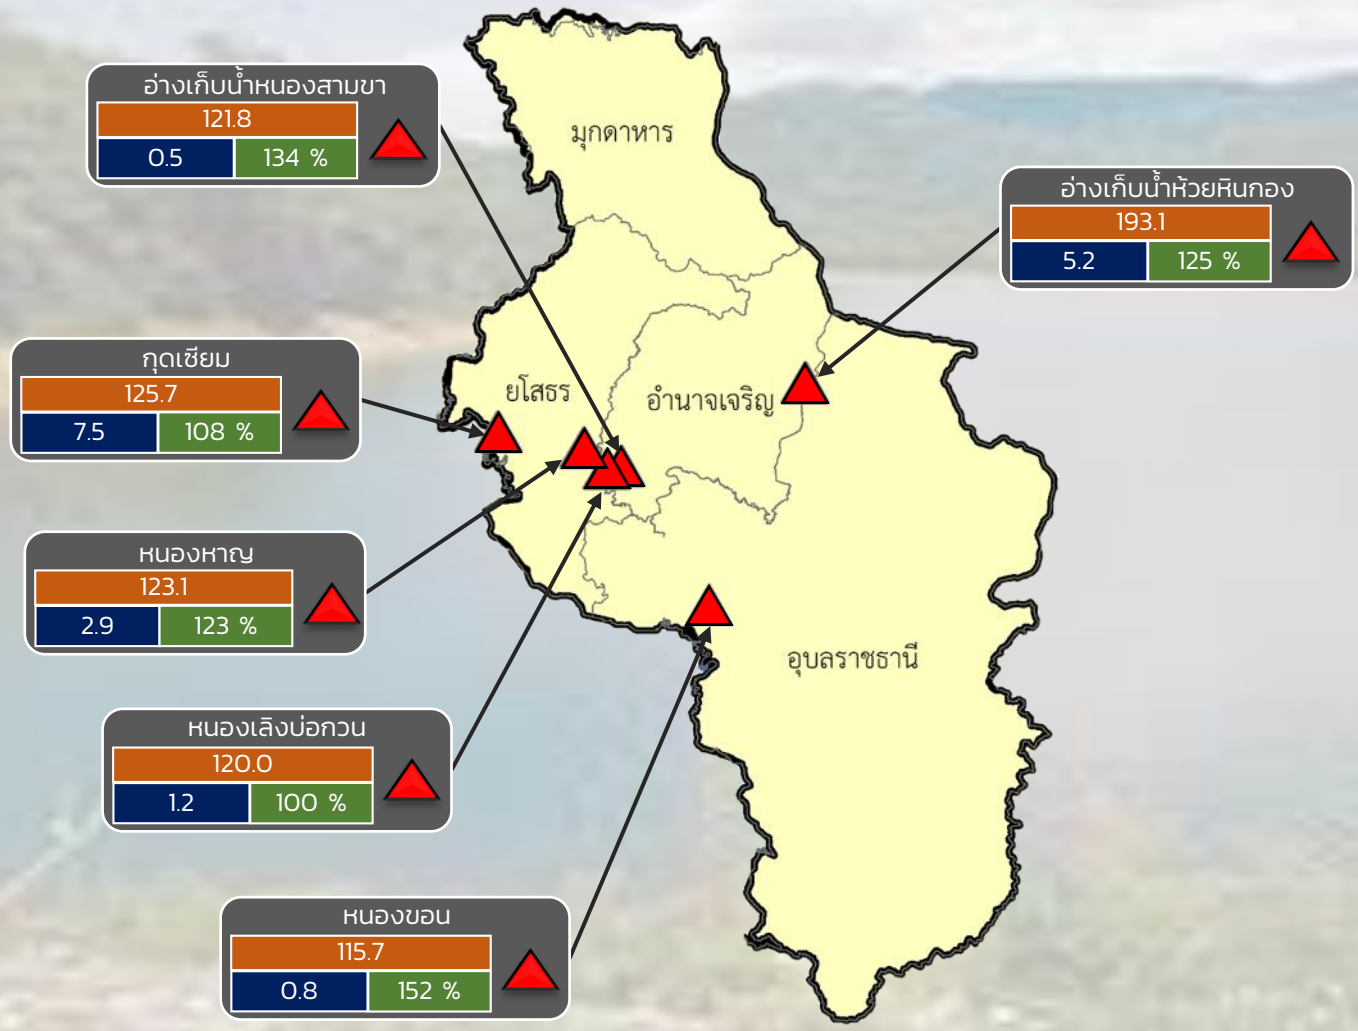 อ่างเก็บน้ำหนองสามขา
121.8
0.5 134 %
มุกดาหาร
อ่างเก็บน้ำห้วยหินกอง
193.1
5.2 125 %
กุดเซียม
125.7
7.5 108 %
ยโสธร
อำนาจเจริญ
หนองหาญ
123.1
2.9 123 %
อุบลราชธานี
หนองเลิงบ่อกวน
120.0
1.2 100 %
หนองขอน
115.7
0.8 152 %